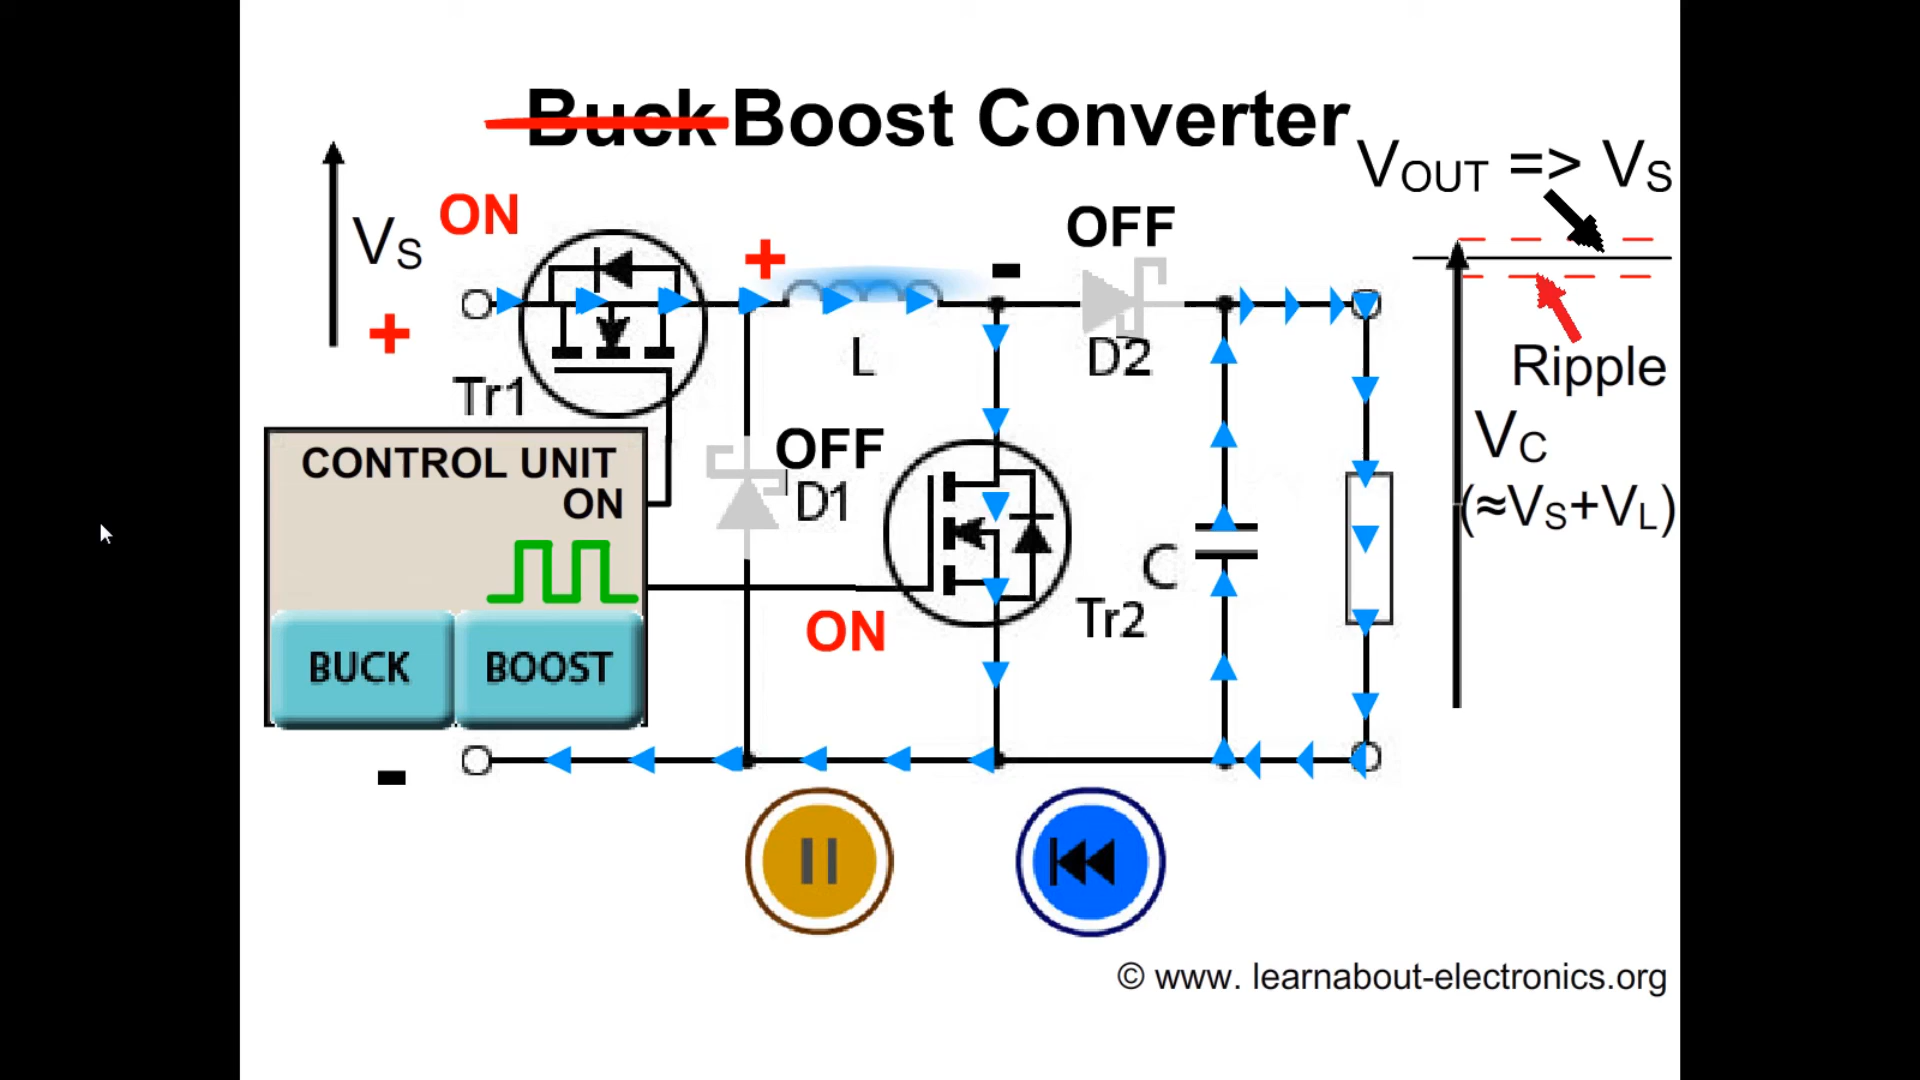 Buck Boost Converter
VOUT => VS
VS
ON
+
+
-
OFF
Ripple
L
D2
Tr1
VC
(≈VS+VL)
CONTROL UNIT
ON
OFF
D1
C
Tr2
ON
BUCK
BOOST
-
© www. learnabout-electronics.org